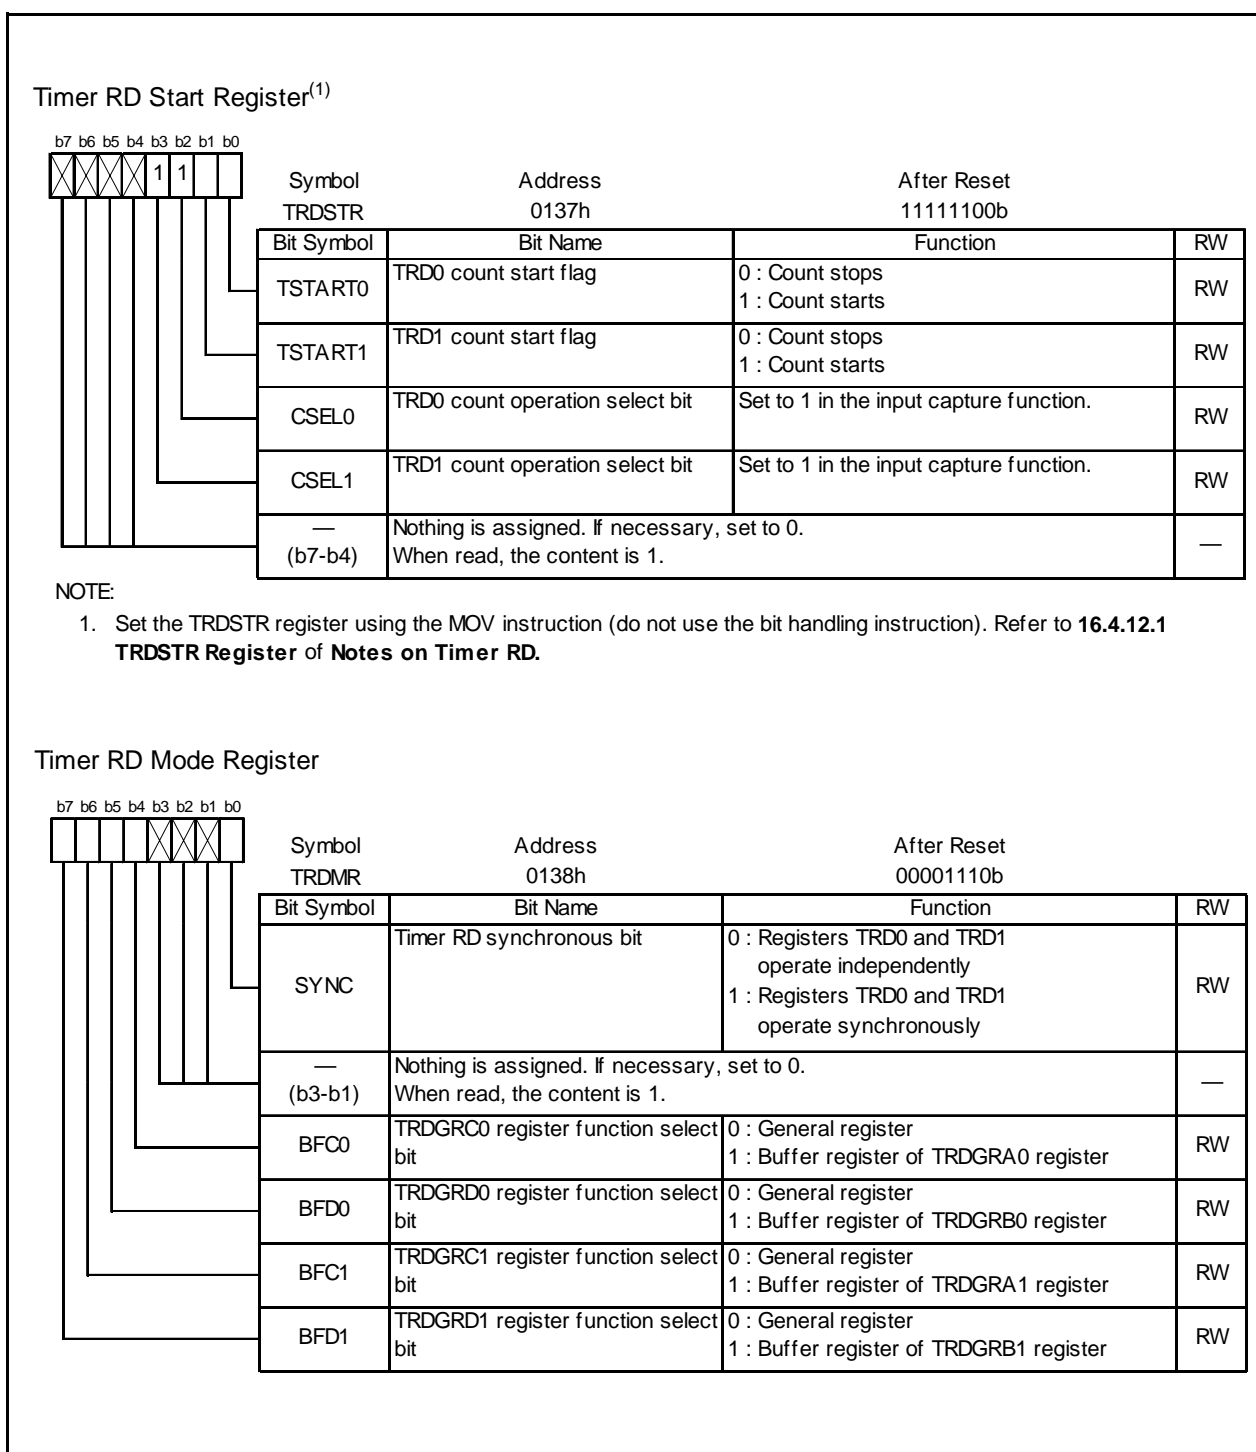 Timer RD Start Register(1)
b7 b6 b5 b4 b3 b2 b1 b0
1 1
Symbol Address After Reset
TRDSTR 0137h 11111100b
Bit Symbol Bit Name Function RW
TSTART0 TRD0 count start flag 0 : Count stops RW
1 : Count starts
TSTART1 TRD1 count start flag 0 : Count stops RW
1 : Count starts
CSEL0 TRD0 count operation select bit Set to 1 in the input capture function. RW
CSEL1 TRD1 count operation select bit Set to 1 in the input capture function. RW
— Nothing is assigned. If necessary, set to 0. —
(b7-b4) When read, the content is 1.
NOTE:
1. Set the TRDSTR register using the MOV instruction (do not use the bit handling instruction). Refer to 16.4.12.1
TRDSTR Register of Notes on Timer RD.
Timer RD Mode Register
b7 b6 b5 b4 b3 b2 b1 b0
Symbol Address After Reset
TRDMR 0138h 00001110b
Bit Symbol Bit Name Function RW
SYNC Timer RD synchronous bit 0 : Registers TRD0 and TRD1 RW
operate independently
1 : Registers TRD0 and TRD1
operate synchronously
— Nothing is assigned. If necessary, set to 0. —
(b3-b1) When read, the content is 1.
BFC0 TRDGRC0 register function select 0 : General register RW
bit 1 : Buffer register of TRDGRA0 register
BFD0 TRDGRD0 register function select 0 : General register RW
bit 1 : Buffer register of TRDGRB0 register
BFC1 TRDGRC1 register function select 0 : General register RW
bit 1 : Buffer register of TRDGRA1 register
BFD1 TRDGRD1 register function select 0 : General register RW
bit 1 : Buffer register of TRDGRB1 register